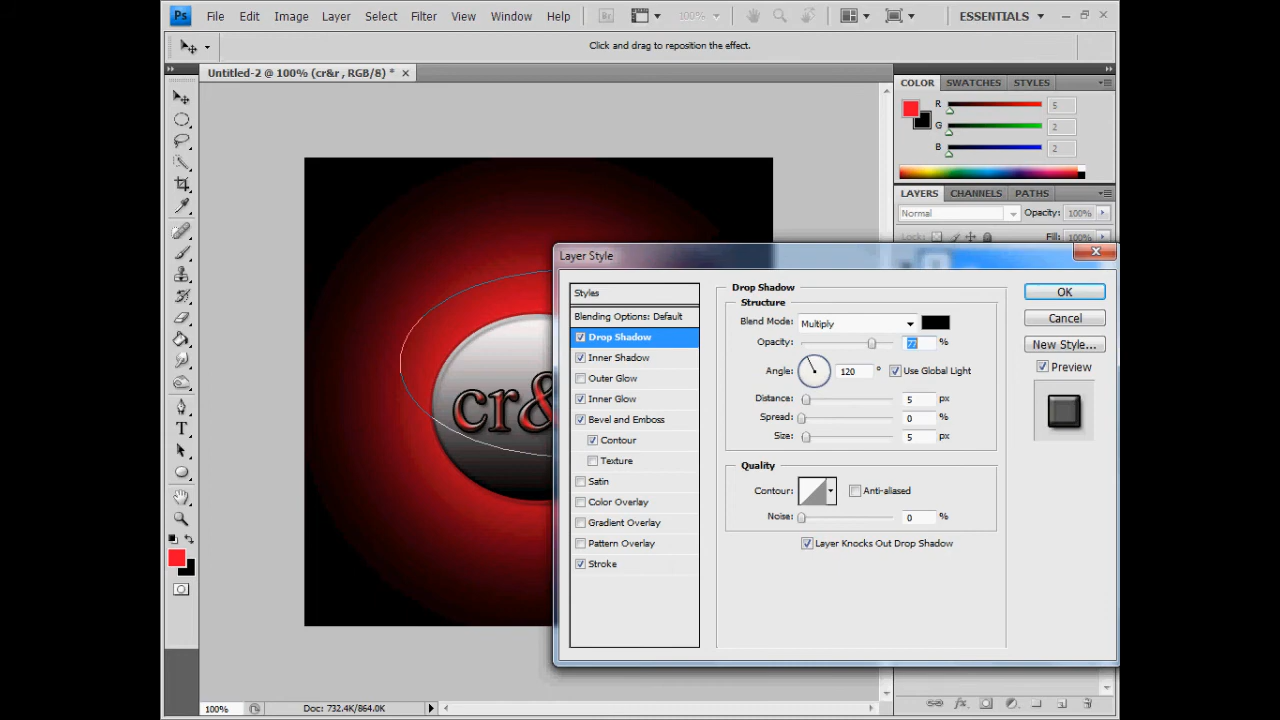 Ps File Edit Image Layer Select Filter View Window Help Br 100% ESSENTIALS
Click and drag to reposition the effect.
Untitled-2 @ 100% (cr&r , RGB/8) *
COLOR SWATCHES STYLES
R 5
G 2
B 2
LAYERS CHANNELS PATHS
Normal Opacity: 100%
Lock: Fill: 100%
Layer Style
Styles
Blending Options: Default
Drop Shadow
Inner Shadow
Outer Glow
Inner Glow
Bevel and Emboss
Contour
Texture
Satin
Color Overlay
Gradient Overlay
Pattern Overlay
Stroke
Drop Shadow
Structure
Blend Mode: Multiply
Opacity: 77 %
Angle: 120 ° Use Global Light
Distance: 5 px
Spread: 0 %
Size: 5 px
Quality
Contour: Anti-aliased
Noise: 0 %
Layer Knocks Out Drop Shadow
OK
Cancel
New Style...
Preview
cr&
100% Doc: 732.4K/864.0K